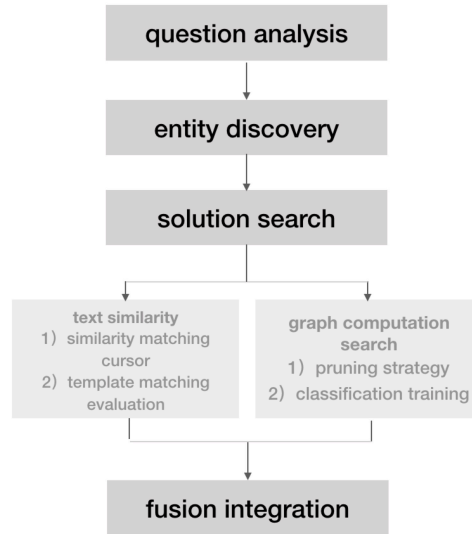 question analysis
entity discovery
solution search
text similarity
1）similarity matching
cursor
2）template matching
evaluation
graph computation
search
1）pruning strategy
2）classification training
fusion integration